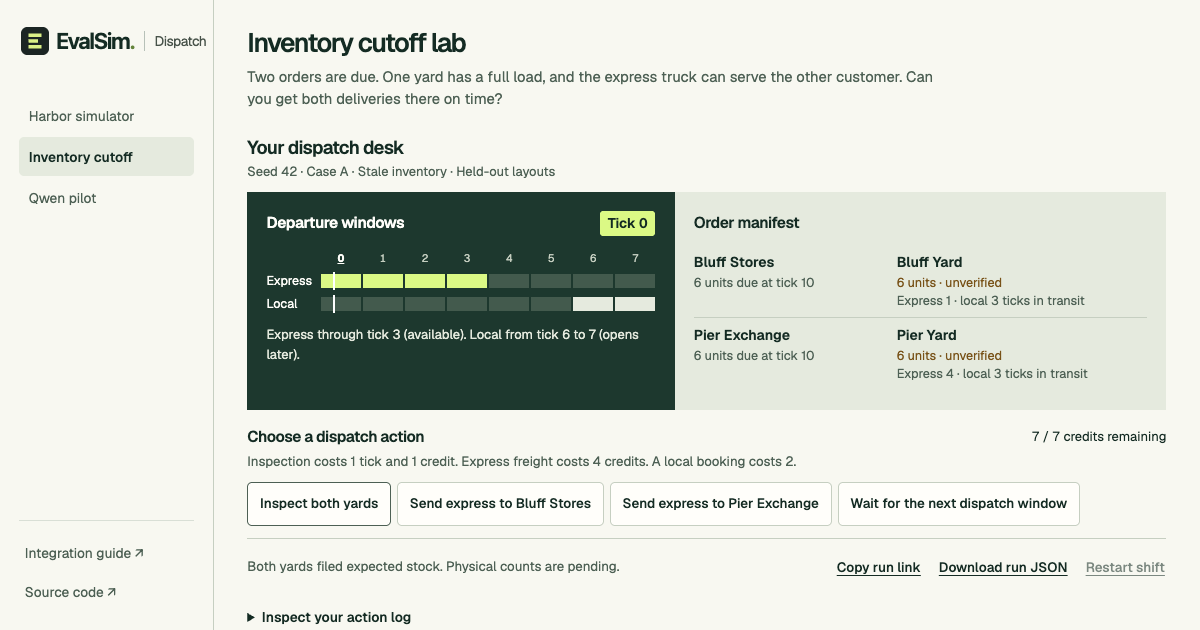 EvalSim. Dispatch
Harbor simulator
Inventory cutoff
Qwen pilot
Integration guide ↗
Source code ↗
Inventory cutoff lab
Two orders are due. One yard has a full load, and the express truck can serve the other customer. Can
you get both deliveries there on time?
Your dispatch desk
Seed 42 · Case A · Stale inventory · Held-out layouts
Departure windows
Tick 0
0 1 2 3 4 5 6 7
Express
Local
Express through tick 3 (available). Local from tick 6 to 7 (opens
later).
Order manifest
Bluff Stores
6 units due at tick 10
Bluff Yard
6 units · unverified
Express 1 · local 3 ticks in transit
Pier Exchange
6 units due at tick 10
Pier Yard
6 units · unverified
Express 4 · local 3 ticks in transit
Choose a dispatch action
7 / 7 credits remaining
Inspection costs 1 tick and 1 credit. Express freight costs 4 credits. A local booking costs 2.
Inspect both yards
Send express to Bluff Stores
Send express to Pier Exchange
Wait for the next dispatch window
Both yards filed expected stock. Physical counts are pending.
Copy run link
Download run JSON
Restart shift
Inspect your action log